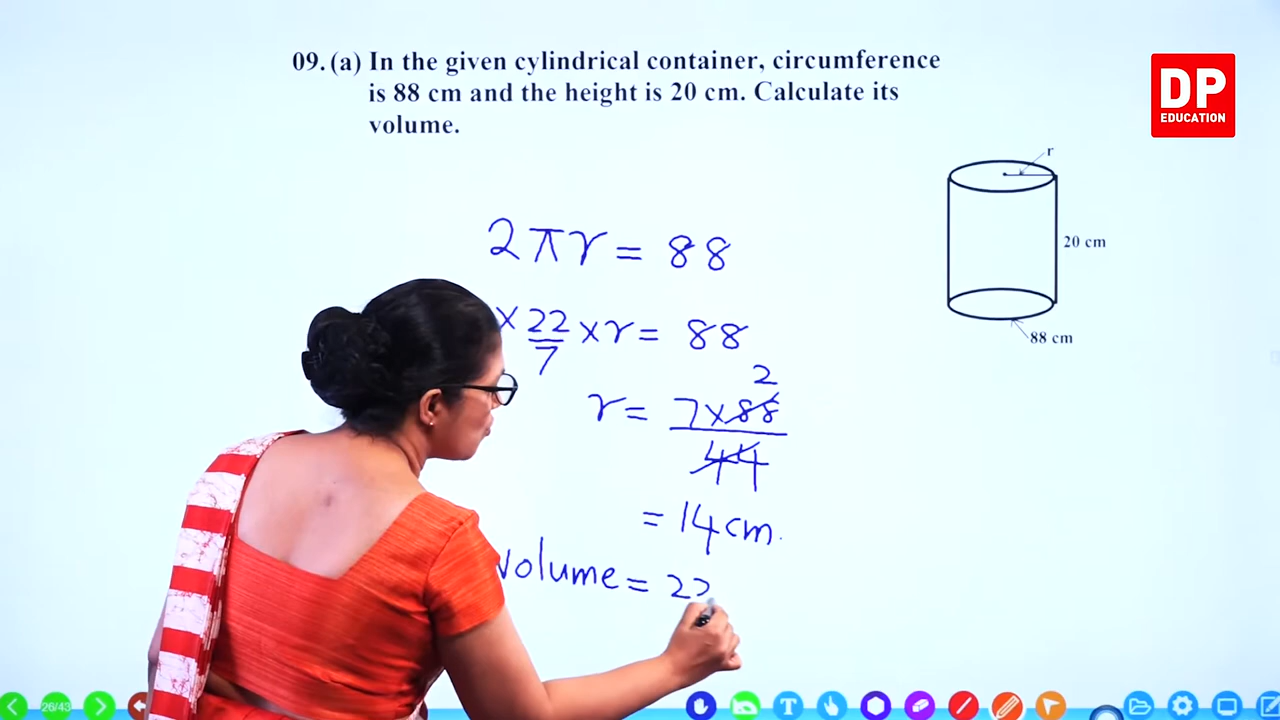 09. (a) In the given cylindrical container, circumference
is 88 cm and the height is 20 cm. Calculate its
volume.
DP
EDUCATION
r
20 cm
88 cm
2πr = 88
× 22/7 × r = 88
2
r = 7×88/44
= 14 cm.
volume = 22
26/43
T